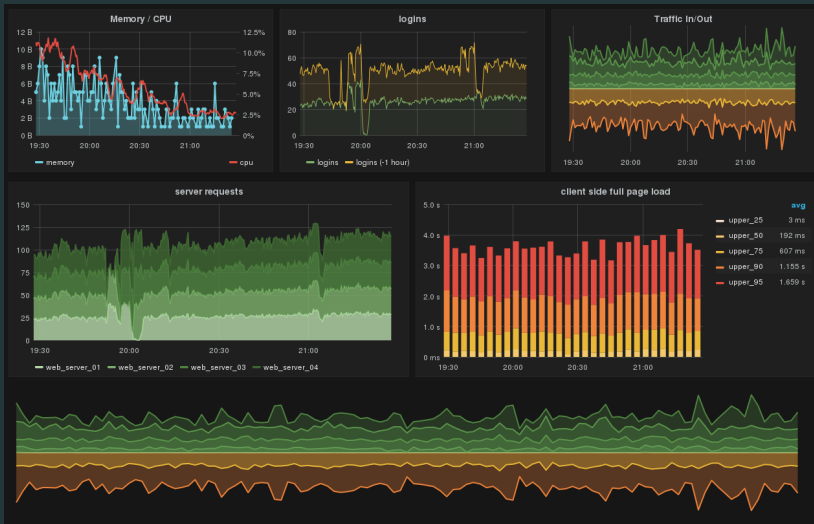 Memory / CPU
12 B
10 B
8 B
6 B
4 B
2 B
0 B
12.5%
10.0%
7.5%
5.0%
2.5%
0%
19:30 20:00 20:30 21:00
memory cpu
logins
80
60
40
20
0
19:30 20:00 20:30 21:00
logins logins (-1 hour)
Traffic In/Out
19:30 20:00 20:30 21:00
server requests
150
125
100
75
50
25
0
19:30 20:00 20:30 21:00
web_server_01 web_server_02 web_server_03 web_server_04
client side full page load
5.0 s
4.0 s
3.0 s
2.0 s
1.0 s
0 ms
19:30 20:00 20:30 21:00
avg
upper_25 3 ms
upper_50 192 ms
upper_75 607 ms
upper_90 1.155 s
upper_95 1.659 s